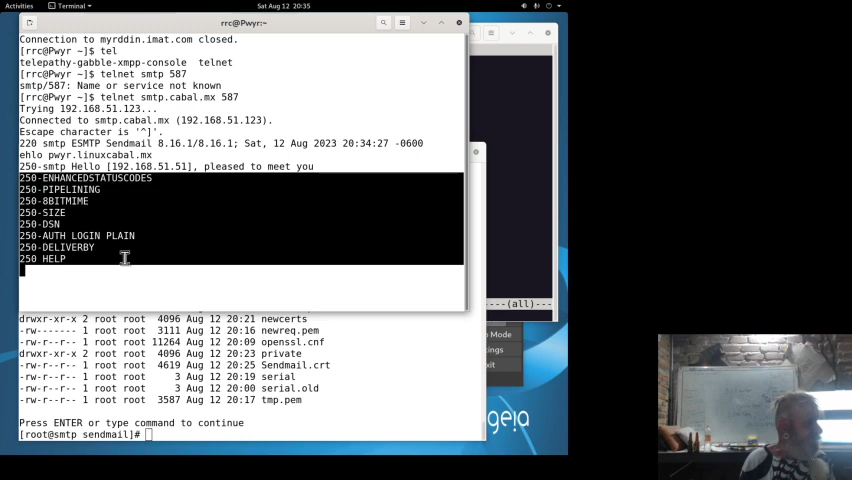 Activities
Terminal
Sat Aug 12 20:35
rrc@Pwyr:~
Connection to myrddin.imat.com closed.
[rrc@Pwyr ~]$ tel
telepathy-gabble-xmpp-console  telnet
[rrc@Pwyr ~]$ telnet smtp 587
smtp/587: Name or service not known
[rrc@Pwyr ~]$ telnet smtp.cabal.mx 587
Trying 192.168.51.123...
Connected to smtp.cabal.mx (192.168.51.123).
Escape character is '^]'.
220 smtp ESMTP Sendmail 8.16.1/8.16.1; Sat, 12 Aug 2023 20:34:27 -0600
ehlo pwyr.linuxcabal.mx
250-smtp Hello [192.168.51.51], pleased to meet you
250-ENHANCEDSTATUSCODES
250-PIPELINING
250-8BITMIME
250-SIZE
250-DSN
250-AUTH LOGIN PLAIN
250-DELIVERBY
250 HELP
---(all)---
drwxr-xr-x 2 root root  4096 Aug 12 20:21 newcerts
-rw------- 1 root root  3111 Aug 12 20:16 newreq.pem
-rw-r--r-- 1 root root 11264 Aug 12 20:09 openssl.cnf
drwxr-xr-x 2 root root  4096 Aug 12 20:23 private
-rw-r--r-- 1 root root  4619 Aug 12 20:25 Sendmail.crt
-rw-r--r-- 1 root root     3 Aug 12 20:19 serial
-rw-r--r-- 1 root root     3 Aug 12 20:00 serial.old
-rw-r--r-- 1 root root  3587 Aug 12 20:17 tmp.pem
Press ENTER or type command to continue
[root@smtp sendmail]#
p Mode
tings
xit
geia